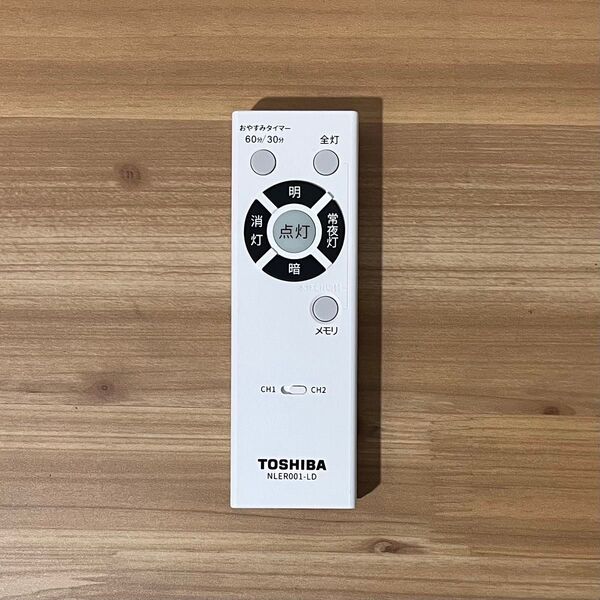 おやすみタイマー
60分/30分
全灯
明
消灯
点灯
常夜灯
暗
メモリ
CH1
CH2
TOSHIBA
NLER001-LD